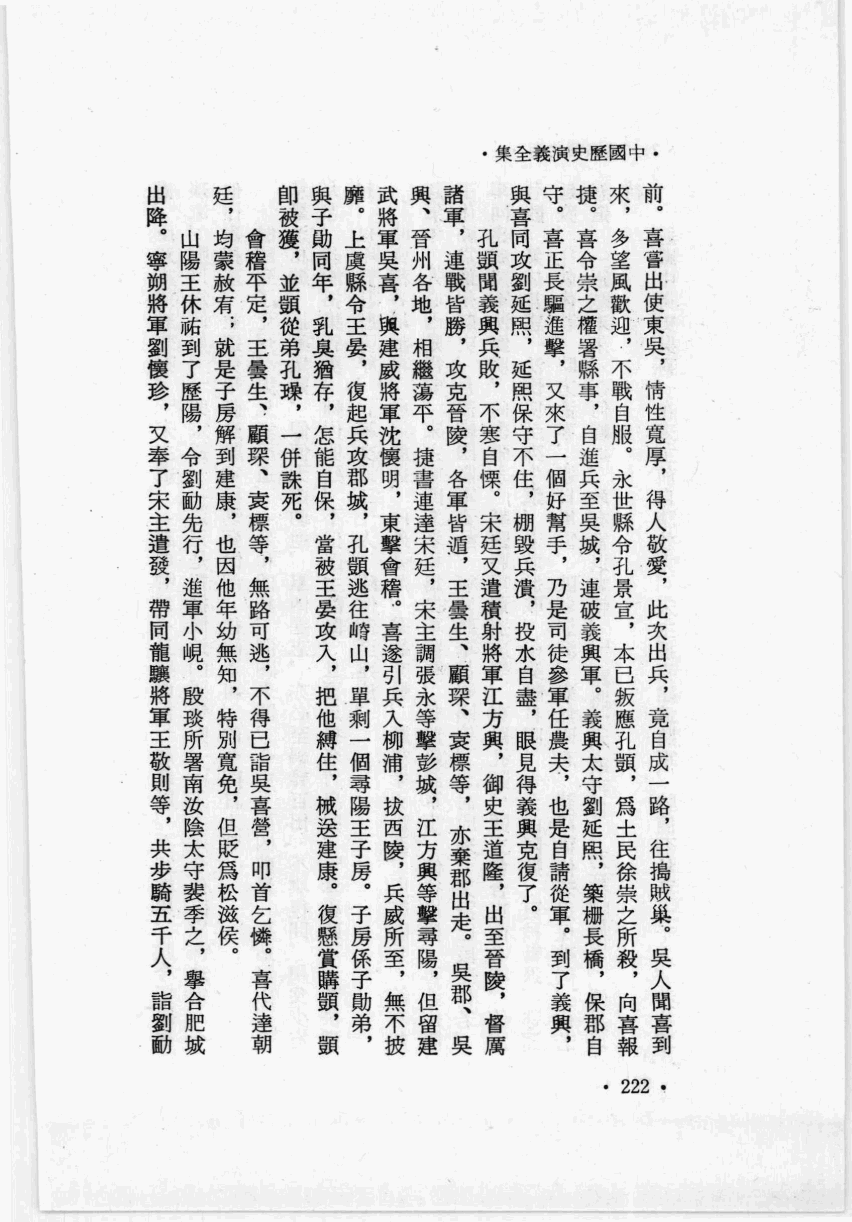 ·中國歷史演義全集·
前。喜嘗出使東吳，情性寬厚，得人敬愛，此次出兵，竟自成一路，往搗賊巢。吳人聞喜到
來，多望風歡迎，不戰自服。永世縣令孔景宣，本已叛應孔顗，爲土民徐崇之所殺，向喜報
捷。喜令崇之權署縣事，自進兵至吳城，連破義興軍。義興太守劉延熙，築栅長橋，保郡自
守。喜正長驅進擊，又來了一個好幫手，乃是司徒參軍任農夫，也是自請從軍。到了義興，
與喜同攻劉延熙，延熙保守不住，棚毀兵潰，投水自盡，眼見得義興克復了。
孔顗聞義興兵敗，不寒自慄。宋廷又遣積射將軍江方興，御史王道隆，出至晉陵，督厲
諸軍，連戰皆勝，攻克晉陵，各軍皆遁，王曇生、顧琛、袁標等，亦棄郡出走。吳郡、吳
興、晉州各地，相繼蕩平。捷書連達宋廷，宋主調張永等擊彭城，江方興等擊尋陽，但留建
武將軍吳喜，與建威將軍沈懷明，東擊會稽。喜遂引兵入柳浦，拔西陵，兵威所至，無不披
靡。上虞縣令王晏，復起兵攻郡城，孔顗逃往嵴山，單剩一個尋陽王子房。子房係子勛弟，
與子勛同年，乳臭猶存，怎能自保，當被王晏攻入，把他縛住，械送建康。復懸賞購顗，顗
卽被獲，並顗從弟孔璪，一併誅死。
會稽平定，王曇生、顧琛、袁標等，無路可逃，不得已詣吳喜營，叩首乞憐。喜代達朝
廷，均蒙赦宥；就是子房解到建康，也因他年幼無知，特別寬免，但貶爲松滋侯。
山陽王休祐到了歷陽，令劉勔先行，進軍小峴。殷琰所署南汝陰太守裴季之，擧合肥城
出降。寧朔將軍劉懷珍，又奉了宋主遣發，帶同龍驤將軍王敬則等，共步騎五千人，詣劉勔
·222·